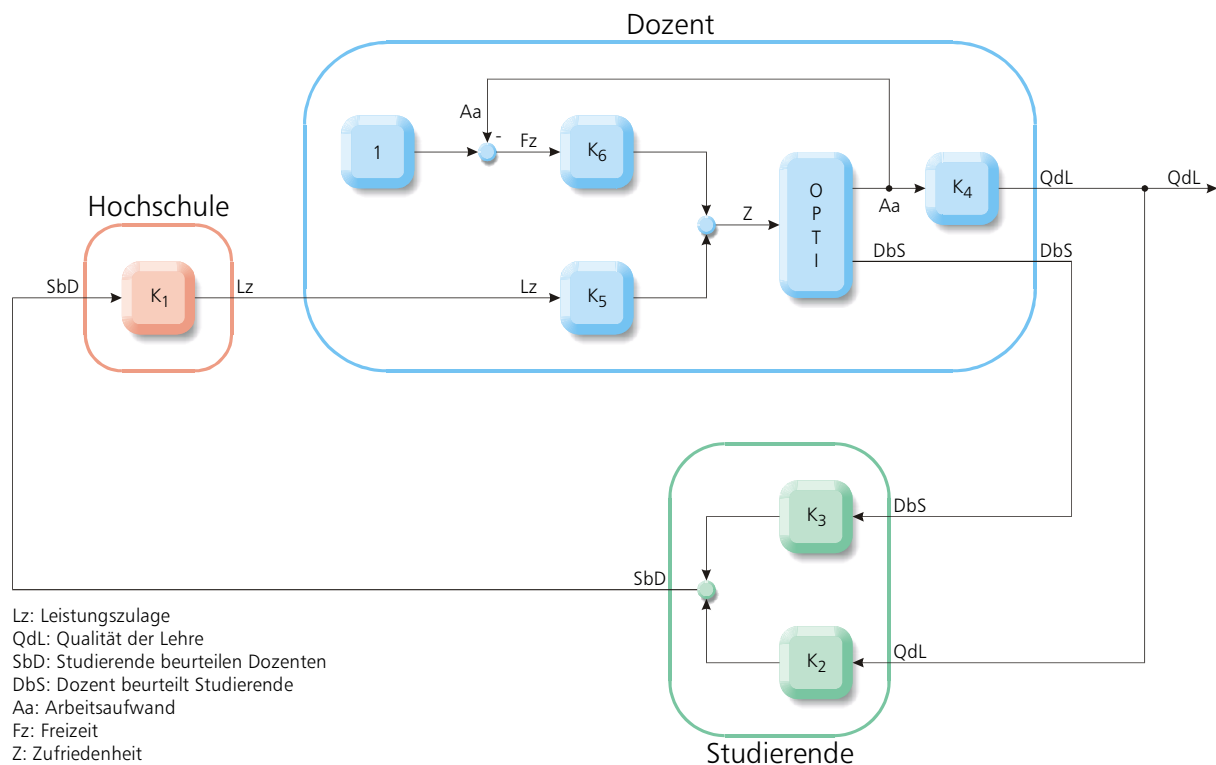 Dozent
Aa
-
Fz
1
K6
Hochschule
Z
O
P
T
I
Aa
K4
QdL
QdL
DbS
DbS
SbD
K1
Lz
Lz
K5
K3
DbS
SbD
K2
QdL
Studierende
Lz: Leistungszulage
QdL: Qualität der Lehre
SbD: Studierende beurteilen Dozenten
DbS: Dozent beurteilt Studierende
Aa: Arbeitsaufwand
Fz: Freizeit
Z: Zufriedenheit